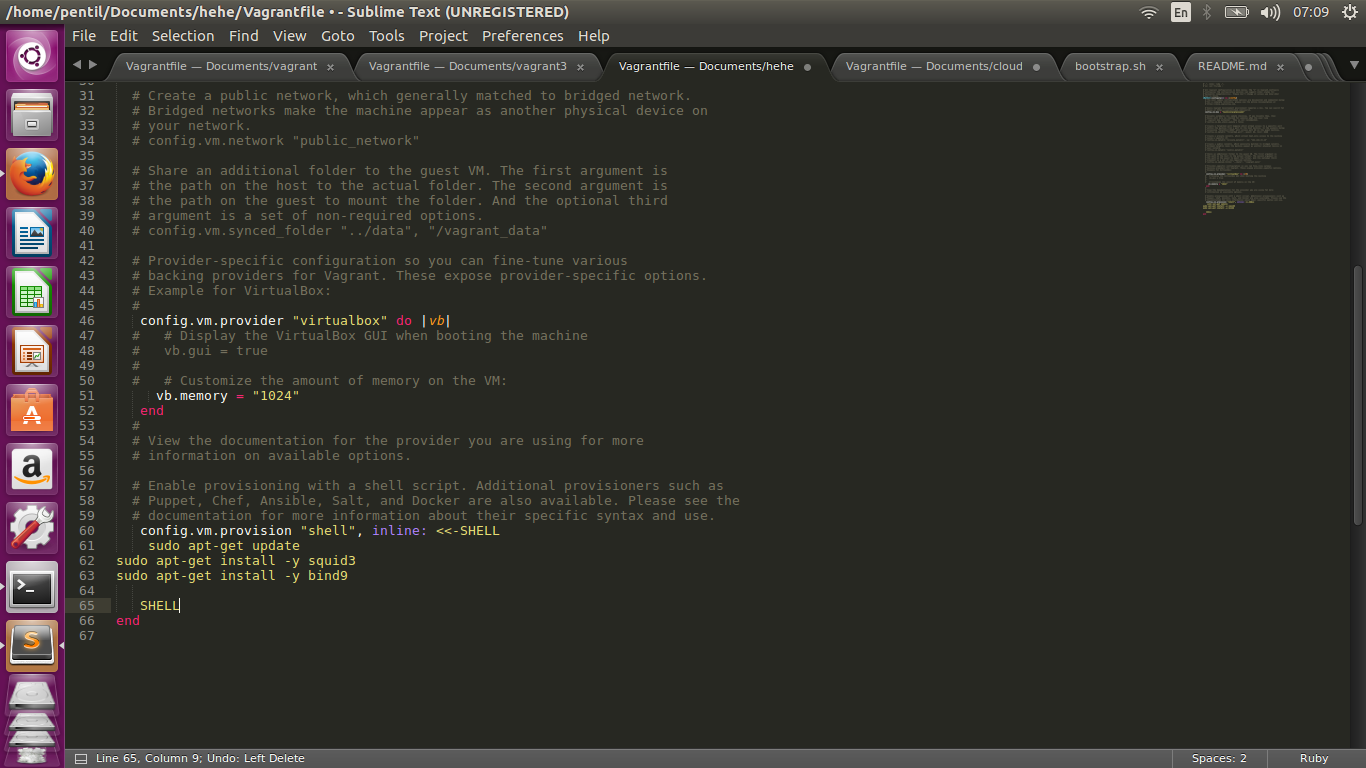 /home/pentil/Documents/hehe/Vagrantfile • - Sublime Text (UNREGISTERED)
En
07:09
File Edit Selection Find View Goto Tools Project Preferences Help
Vagrantfile — Documents/vagrant
Vagrantfile — Documents/vagrant3
Vagrantfile — Documents/hehe
Vagrantfile — Documents/cloud
bootstrap.sh
README.md
31 # Create a public network, which generally matched to bridged network.
32 # Bridged networks make the machine appear as another physical device on
33 # your network.
34 # config.vm.network "public_network"
35
36 # Share an additional folder to the guest VM. The first argument is
37 # the path on the host to the actual folder. The second argument is
38 # the path on the guest to mount the folder. And the optional third
39 # argument is a set of non-required options.
40 # config.vm.synced_folder "../data", "/vagrant_data"
41
42 # Provider-specific configuration so you can fine-tune various
43 # backing providers for Vagrant. These expose provider-specific options.
44 # Example for VirtualBox:
45 #
46 config.vm.provider "virtualbox" do |vb|
47 #   # Display the VirtualBox GUI when booting the machine
48 #   vb.gui = true
49 #
50 #   # Customize the amount of memory on the VM:
51 vb.memory = "1024"
52 end
53 #
54 # View the documentation for the provider you are using for more
55 # information on available options.
56
57 # Enable provisioning with a shell script. Additional provisioners such as
58 # Puppet, Chef, Ansible, Salt, and Docker are also available. Please see the
59 # documentation for more information about their specific syntax and use.
60 config.vm.provision "shell", inline: <<-SHELL
61 sudo apt-get update
62 sudo apt-get install -y squid3
63 sudo apt-get install -y bind9
64
65 SHELL
66 end
67
Line 65, Column 9; Undo: Left Delete
Spaces: 2
Ruby